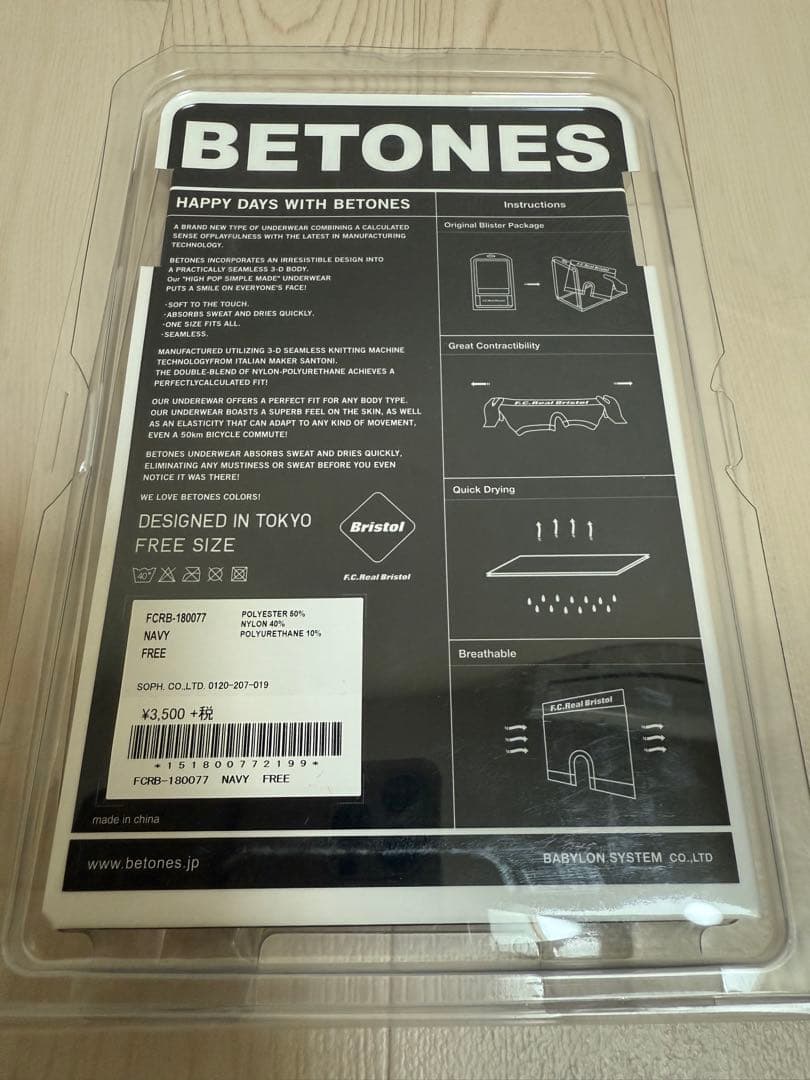 BETONES
HAPPY DAYS WITH BETONES
A BRAND NEW TYPE OF UNDERWEAR COMBINING A CALCULATED
SENSE OFPLAYFULNESS WITH THE LATEST IN MANUFACTURING
TECHNOLOGY.
BETONES INCORPORATES AN IRRESISTIBLE DESIGN INTO
A PRACTICALLY SEAMLESS 3-D BODY.
Our "HIGH POP SIMPLE MADE" UNDERWEAR
PUTS A SMILE ON EVERYONE'S FACE!
·SOFT TO THE TOUCH.
·ABSORBS SWEAT AND DRIES QUICKLY.
·ONE SIZE FITS ALL.
·SEAMLESS.
MANUFACTURED UTILIZING 3-D SEAMLESS KNITTING MACHINE
TECHNOLOGYFROM ITALIAN MAKER SANTONI.
THE DOUBLE-BLEND OF NYLON-POLYURETHANE ACHIEVES A
PERFECTLYCALCULATED FIT!
OUR UNDEREWAR OFFERS A PERFECT FIT FOR ANY BODY TYPE.
OUR UNDERWEAR BOASTS A SUPERB FEEL ON THE SKIN, AS WELL
AS AN ELASTICITY THAT CAN ADAPT TO ANY KIND OF MOVEMENT,
EVEN A 50km BICYCLE COMMUTE!
BETONES UNDERWEAR ABSORBS SWEAT AND DRIES QUICKLY,
ELIMINATING ANY MUSTINESS OR SWEAT BEFORE YOU EVEN
NOTICE IT WAS THERE!
WE LOVE BETONES COLORS!
DESIGNED IN TOKYO
FREE SIZE
40°
Bristol
F.C.Real Bristol
FCRB-180077
NAVY
FREE
POLYESTER 50%
NYLON 40%
POLYURETHANE 10%
SOPH. CO.,LTD. 0120-207-019
¥3,500 +税
*1518007721 99*
FCRB-180077 NAVY FREE
made in china
Instructions
Original Blister Package
F.C.Real Bristol
F.C.Real Bristol
Great Contractibility
F.C.Real Bristol
Quick Drying
Breathable
F.C.Real Bristol
www.betones.jp
BABYLON SYSTEM CO.,LTD